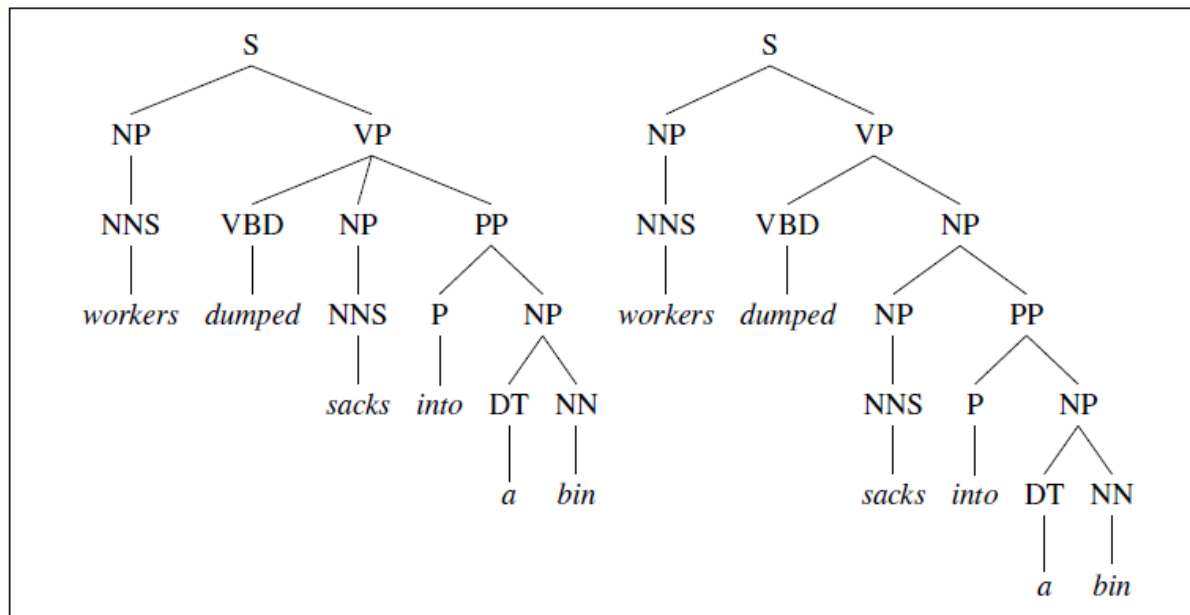 S S
NP VP NP VP
NNS VBD NP PP NNS VBD NP
workers dumped NNS P NP workers dumped NP PP
sacks into DT NN NNS P NP
a bin sacks into DT NN
a bin